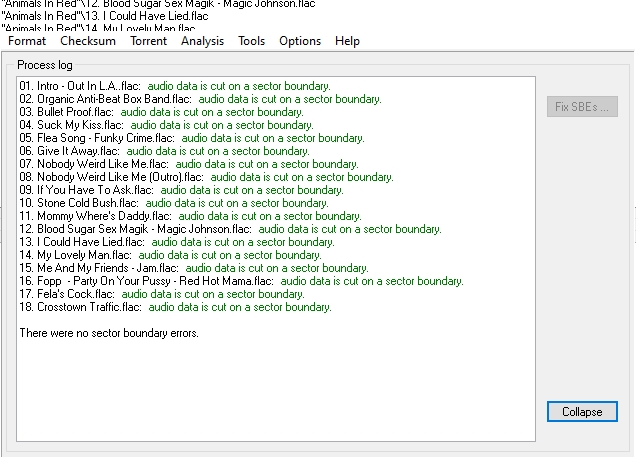 "Animals In Red"\12. Blood Sugar Sex Magik - Magic Johnson.flac
"Animals In Red"\13. I Could Have Lied.flac
"Animals In Red"\14. My Lovely Man.flac
Format Checksum Torrent Analysis Tools Options Help
Process log
01. Intro - Out In L.A..flac: audio data is cut on a sector boundary.
02. Organic Anti-Beat Box Band.flac: audio data is cut on a sector boundary.
03. Bullet Proof.flac: audio data is cut on a sector boundary.
04. Suck My Kiss.flac: audio data is cut on a sector boundary.
05. Flea Song - Funky Crime.flac: audio data is cut on a sector boundary.
06. Give It Away.flac: audio data is cut on a sector boundary.
07. Nobody Weird Like Me.flac: audio data is cut on a sector boundary.
08. Nobody Weird Like Me (Outro).flac: audio data is cut on a sector boundary.
09. If You Have To Ask.flac: audio data is cut on a sector boundary.
10. Stone Cold Bush.flac: audio data is cut on a sector boundary.
11. Mommy Where's Daddy.flac: audio data is cut on a sector boundary.
12. Blood Sugar Sex Magik - Magic Johnson.flac: audio data is cut on a sector boundary.
13. I Could Have Lied.flac: audio data is cut on a sector boundary.
14. My Lovely Man.flac: audio data is cut on a sector boundary.
15. Me And My Friends - Jam.flac: audio data is cut on a sector boundary.
16. Fopp  - Party On Your Pussy - Red Hot Mama.flac: audio data is cut on a sector boundary.
17. Fela's Cock.flac: audio data is cut on a sector boundary.
18. Crosstown Traffic.flac: audio data is cut on a sector boundary.
There were no sector boundary errors.
Fix SBEs ...
Collapse